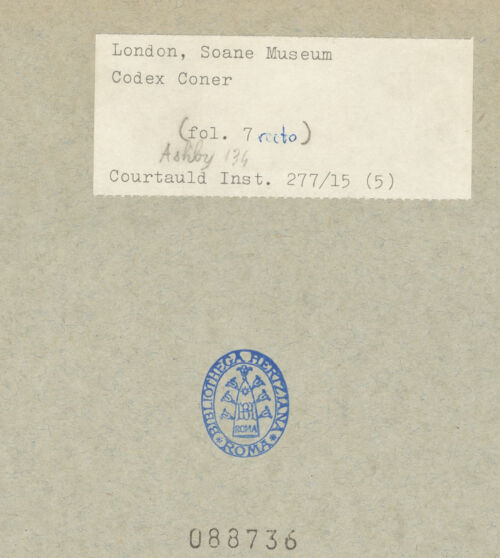 London, Soane Museum
Codex Coner
(fol. 7 recto)
Ashby 134
Courtauld Inst. 277/15 (5)
BIBLIOTHECA HERTZIANA
ROMA
ROMA
088736